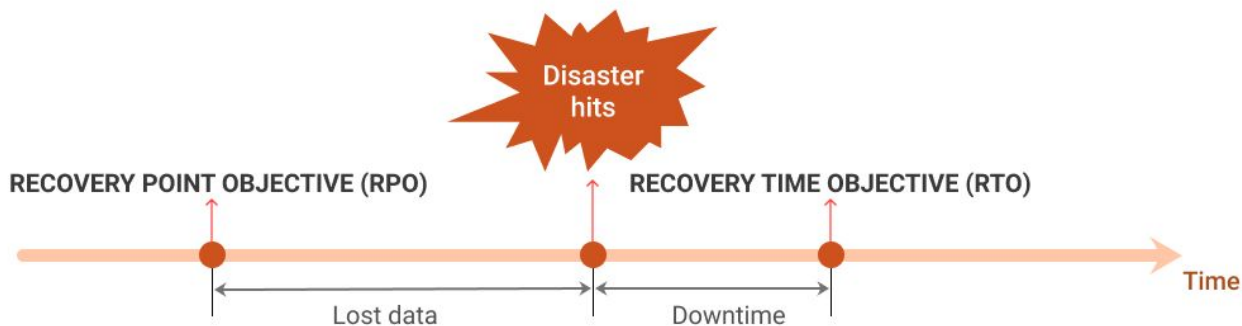 Disaster
hits
RECOVERY POINT OBJECTIVE (RPO)
RECOVERY TIME OBJECTIVE (RTO)
Time
Lost data
Downtime